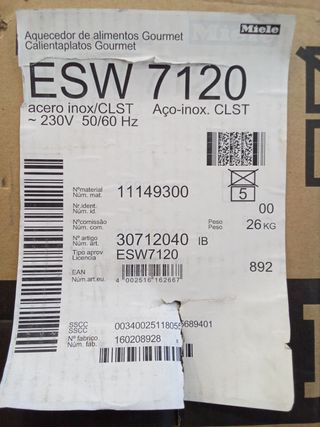 Aquecedor de alimentos Gourmet
Calientaplatos Gourmet
Miele
Miele
ESW 7120
acero inox/CLST Aço-inox. CLST
~ 230V 50/60 Hz
Nºmaterial
Núm. mat. 11149300
5
Nr.ident.
Núm. id. 00
Nºcomissão
Núm. com.
Peso
Peso 26 KG
Nº artigo
Núm. art. 30712040 IB
Tipo aprov
Licencia ESW7120
EAN
Núm.art.eu. 4 002516 162667 892
SSCC
SSCC
Nº fabrico
Núm. fáb. 160208928